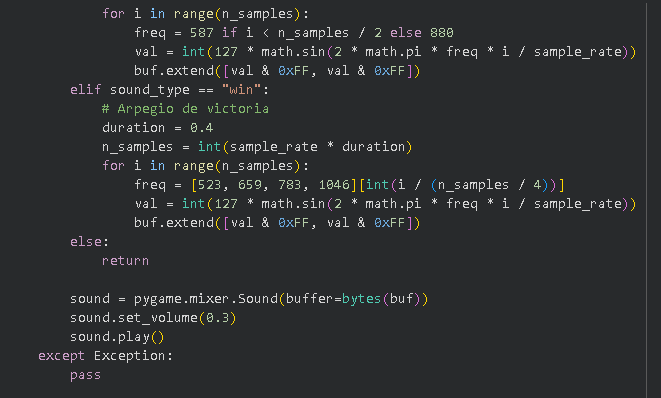 for i in range(n_samples):
freq = 587 if i < n_samples / 2 else 880
val = int(127 * math.sin(2 * math.pi * freq * i / sample_rate))
buf.extend([val & 0xFF, val & 0xFF])
elif sound_type == "win":
# Arpegio de victoria
duration = 0.4
n_samples = int(sample_rate * duration)
for i in range(n_samples):
freq = [523, 659, 783, 1046][int(i / (n_samples / 4))]
val = int(127 * math.sin(2 * math.pi * freq * i / sample_rate))
buf.extend([val & 0xFF, val & 0xFF])
else:
return
sound = pygame.mixer.Sound(buffer=bytes(buf))
sound.set_volume(0.3)
sound.play()
except Exception:
pass